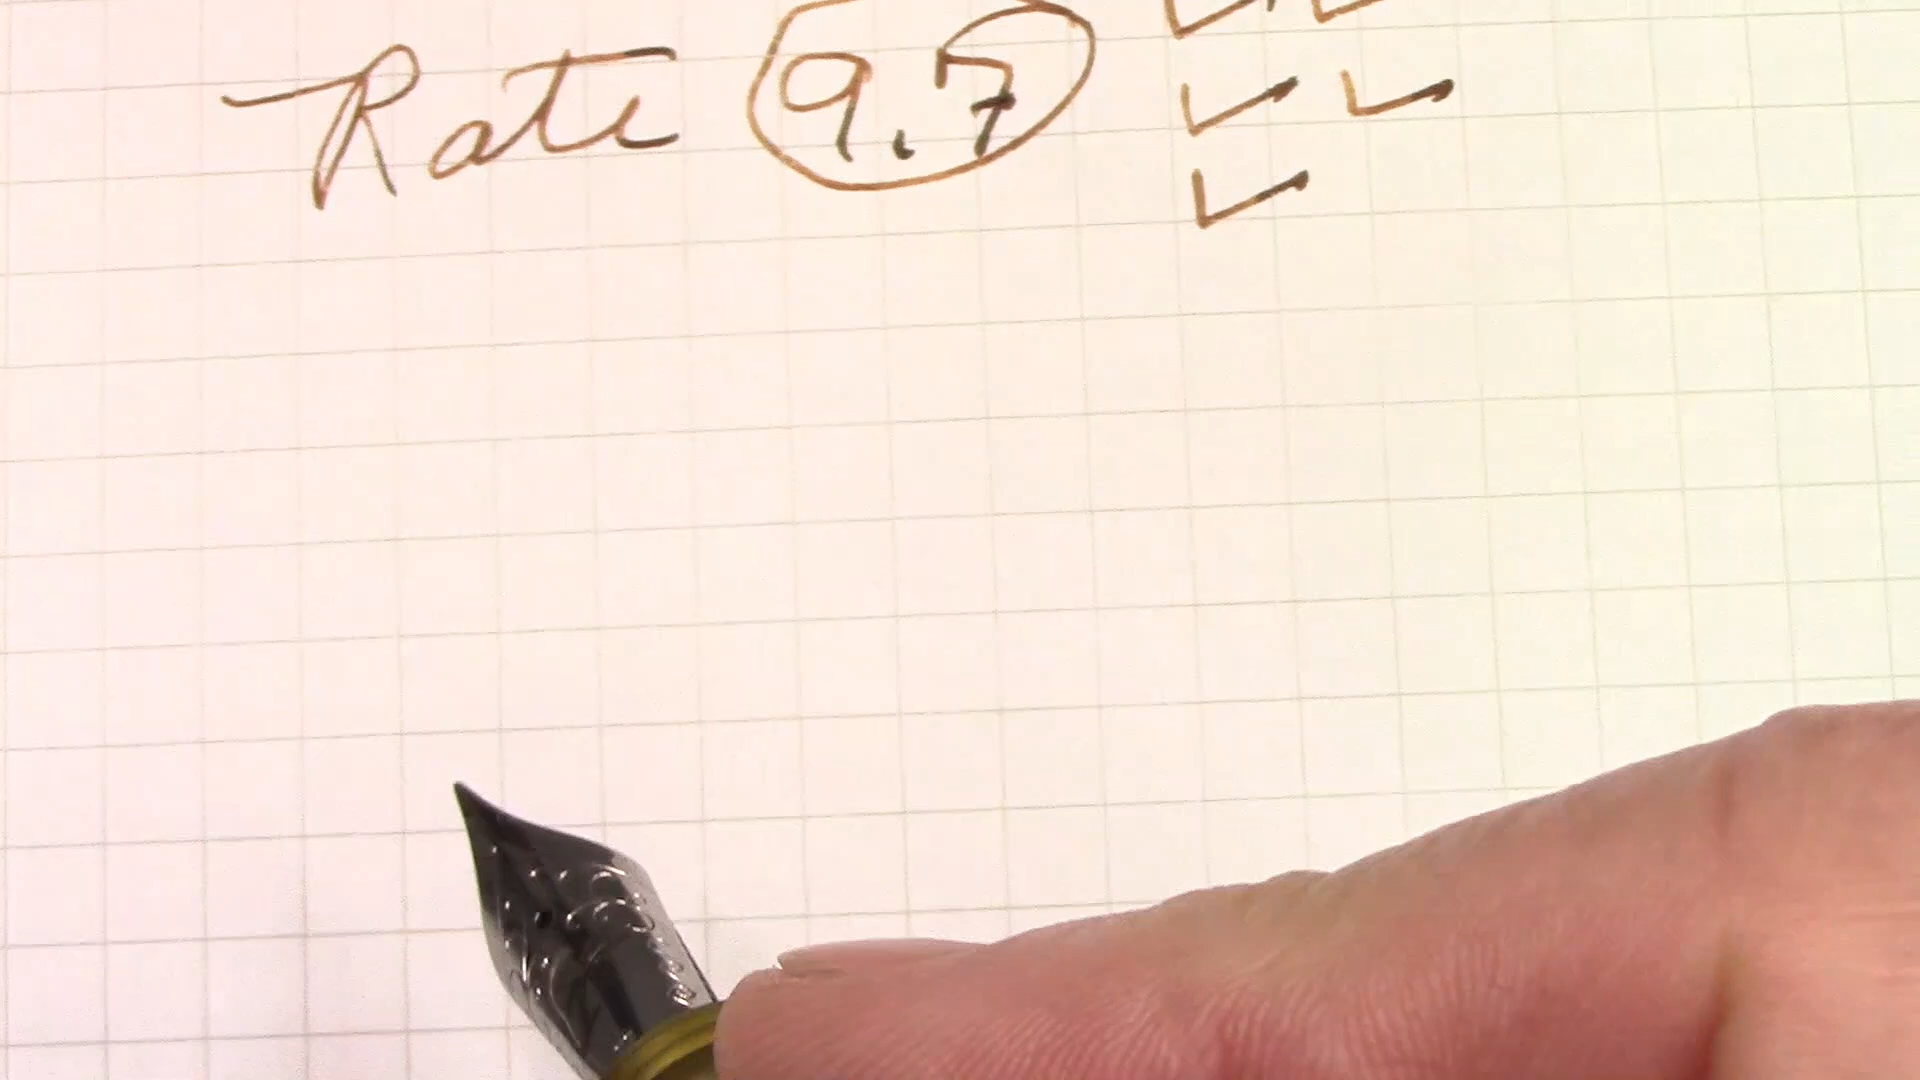 Rate 9.7 ✓ ✓
✓ ✓
✓